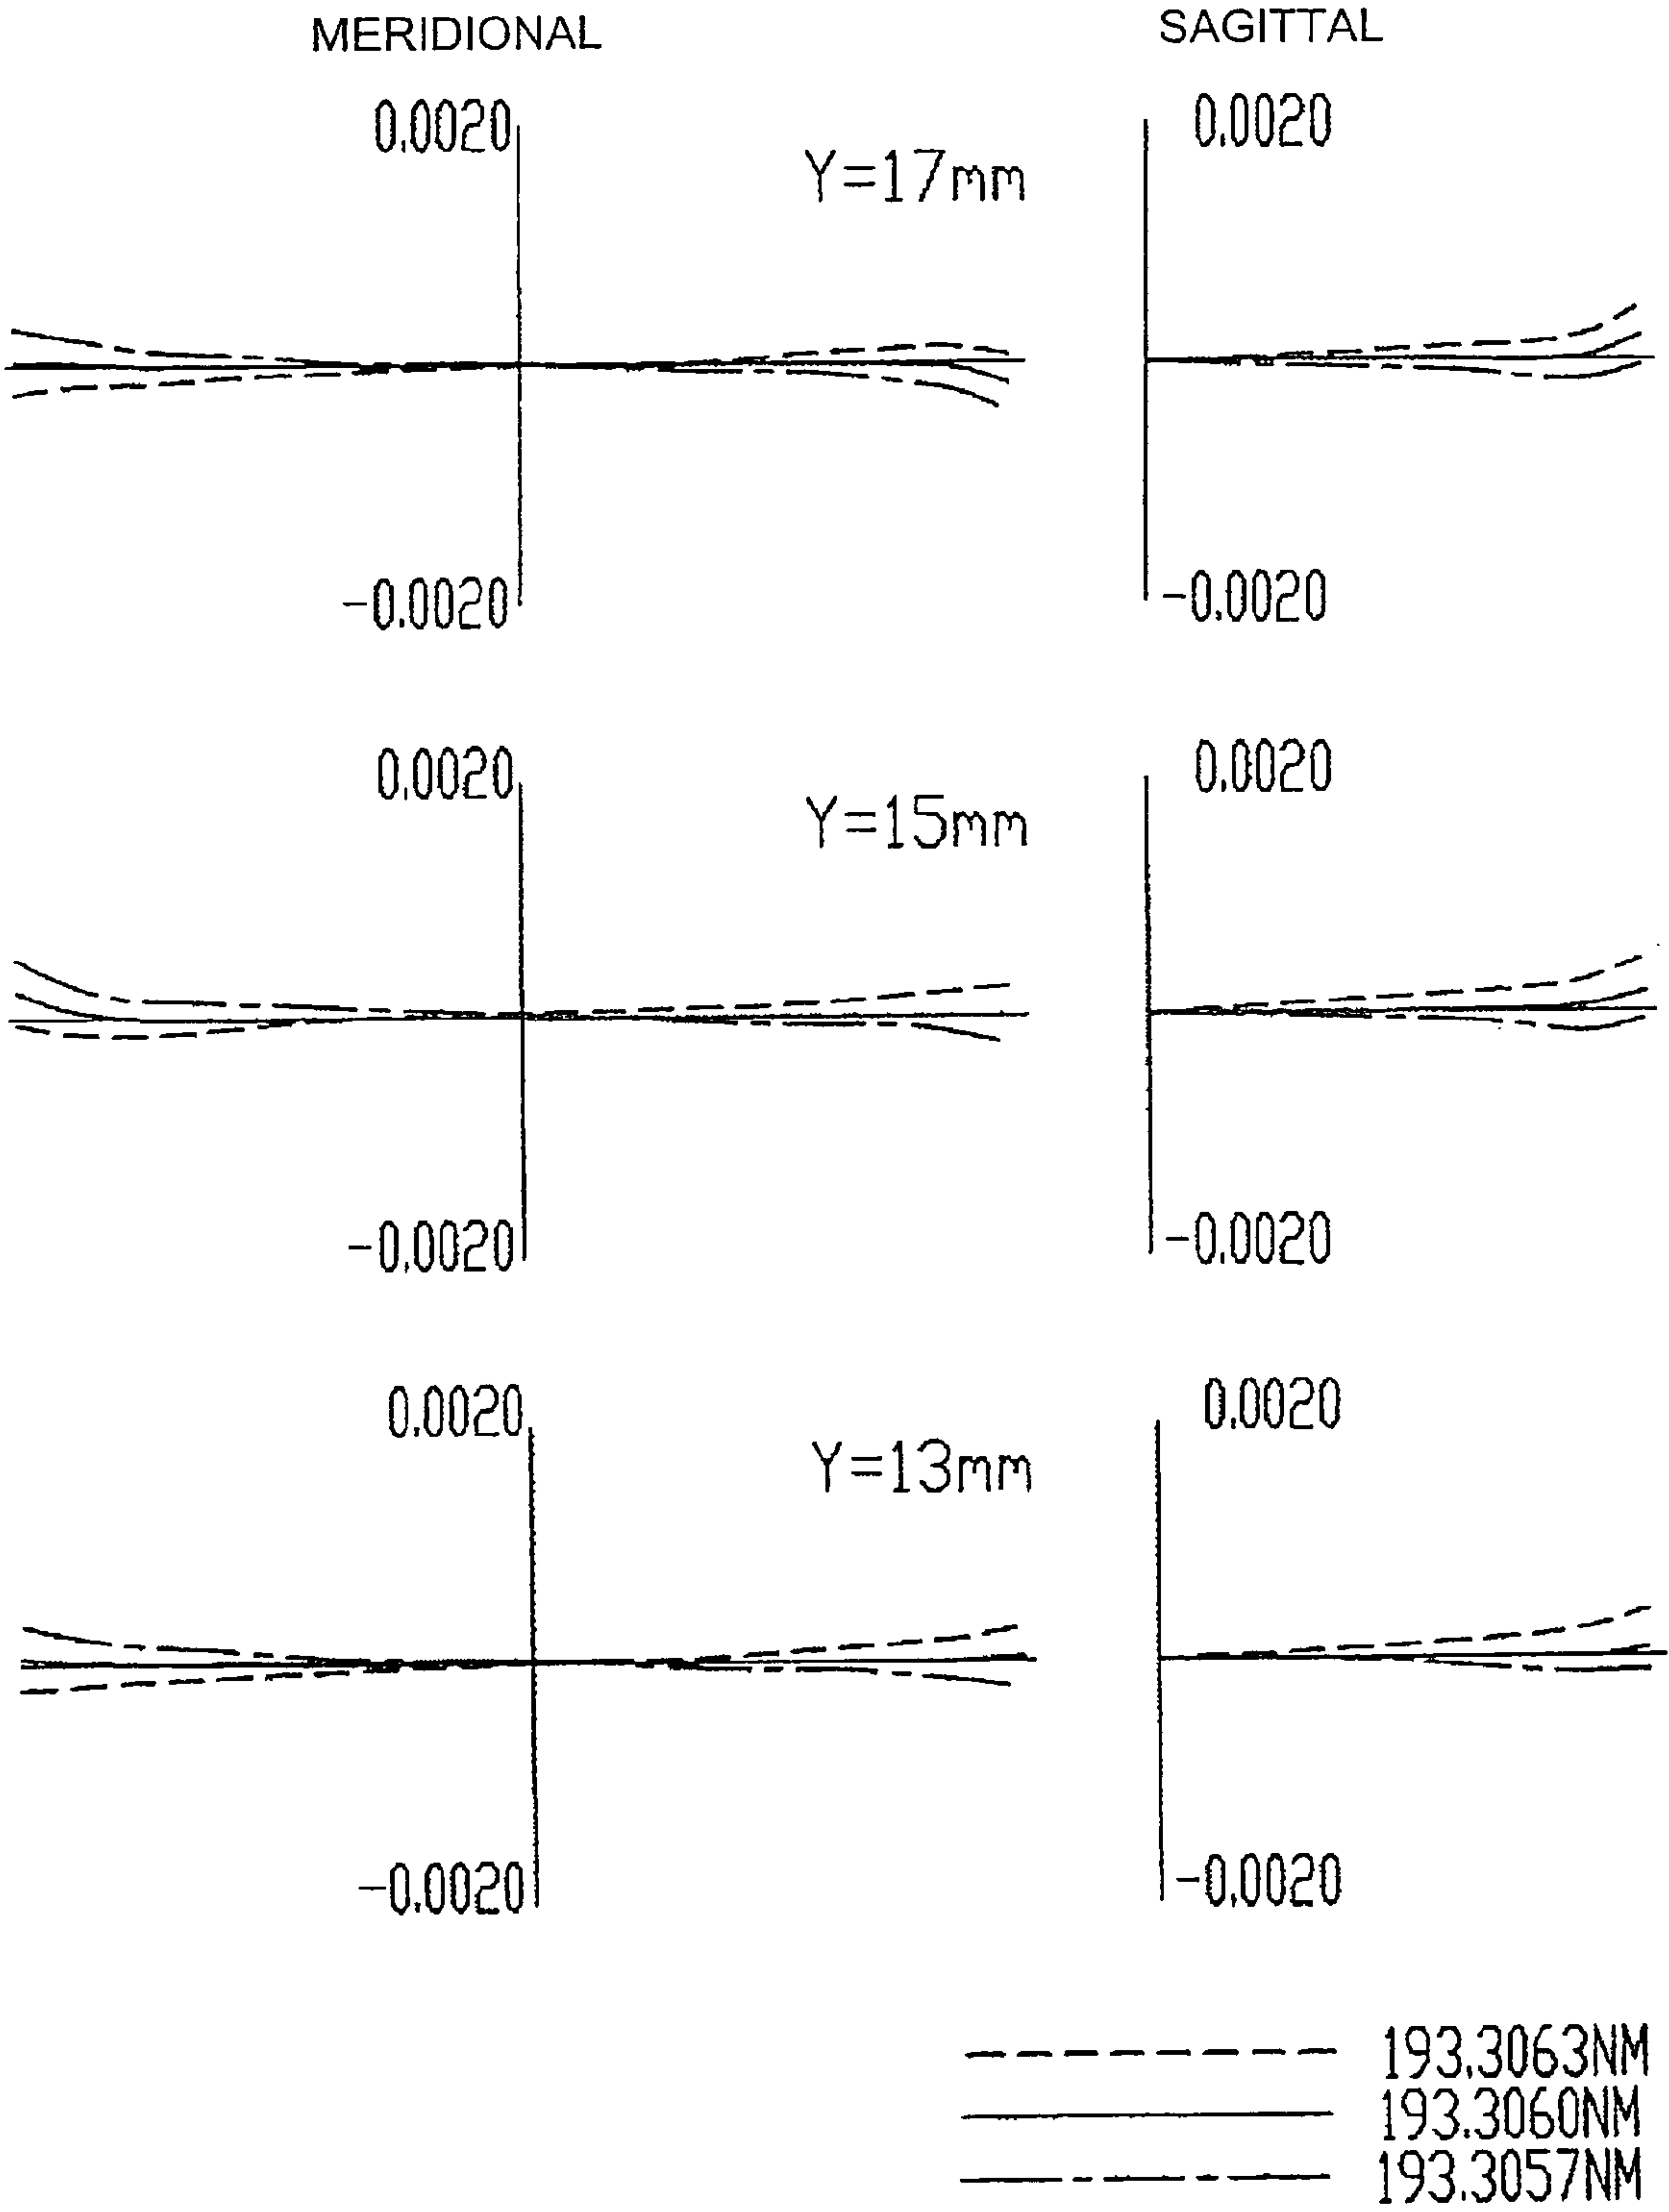 MERIDIONAL SAGITTAL
0.0020 0.0020
Y=17mm
-0.0020 -0.0020
0.0020 0.0020
Y=15mm
-0.0020 -0.0020
0.0020 0.0020
Y=13mm
-0.0020 -0.0020
193.3063NM
193.3060NM
193.3057NM